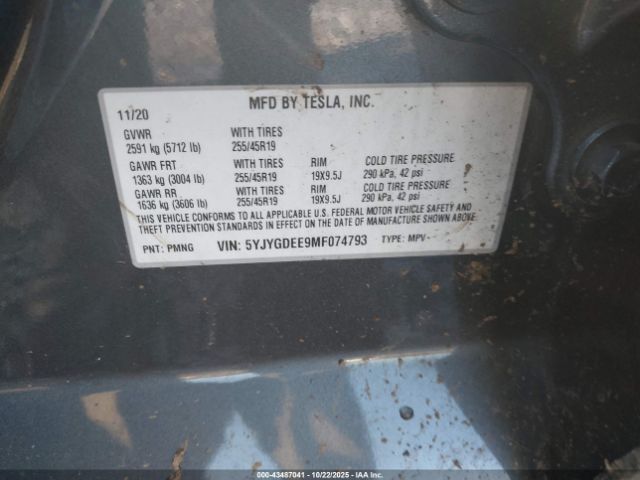 MFD BY TESLA, INC.
11/20
GVWR WITH TIRES
2591 kg (5712 lb) 255/45R19
GAWR FRT WITH TIRES RIM COLD TIRE PRESSURE
1363 kg (3004 lb) 255/45R19 19X9.5J 290 kPa, 42 psi
GAWR RR WITH TIRES RIM COLD TIRE PRESSURE
1636 kg (3606 lb) 255/45R19 19X9.5J 290 kPa, 42 psi
THIS VEHICLE CONFORMS TO ALL APPLICABLE U.S. FEDERAL MOTOR VEHICLE SAFETY AND
THEFT PREVENTION STANDARDS IN EFFECT ON THE DATE OF MANUFACTURE SHOWN ABOVE.
PNT: PMNG VIN: 5YJYGDEE9MF074793 TYPE: MPV
000-43487041 - 10/22/2025 - IAAI.COM